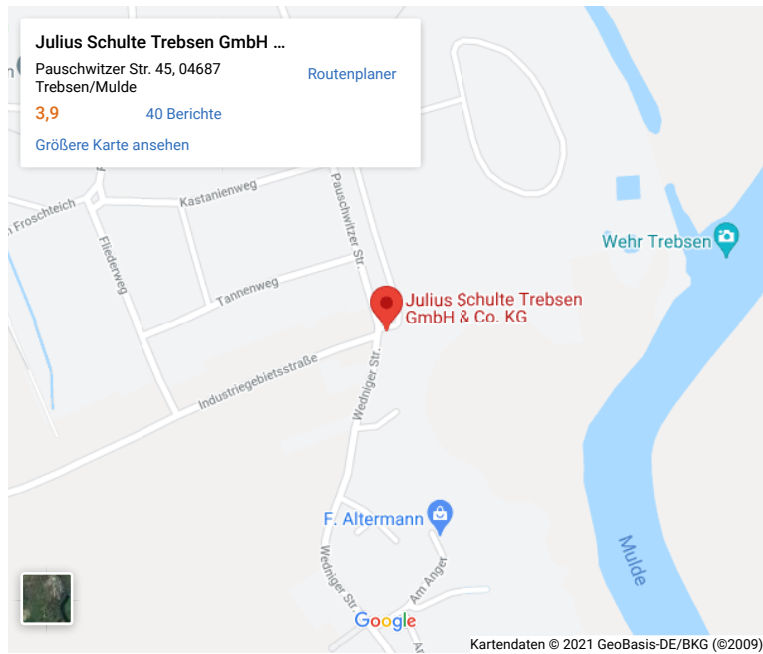 Julius Schulte Trebsen GmbH ...
Pauschwitzer Str. 45, 04687
Trebsen/Mulde
Routenplaner
3,9
40 Berichte
Größere Karte ansehen
Kastanienweg
Froschteich
Fliederweg
Pauschwitzer Str.
Tannenweg
Wehr Trebsen
Julius Schulte Trebsen
GmbH & Co. KG
Industriegebietsstraße
Wedniger Str.
F. Altermann
Mulde
Wedniger Str.
Am Anger
Google
Kartendaten © 2021 GeoBasis-DE/BKG (©2009)